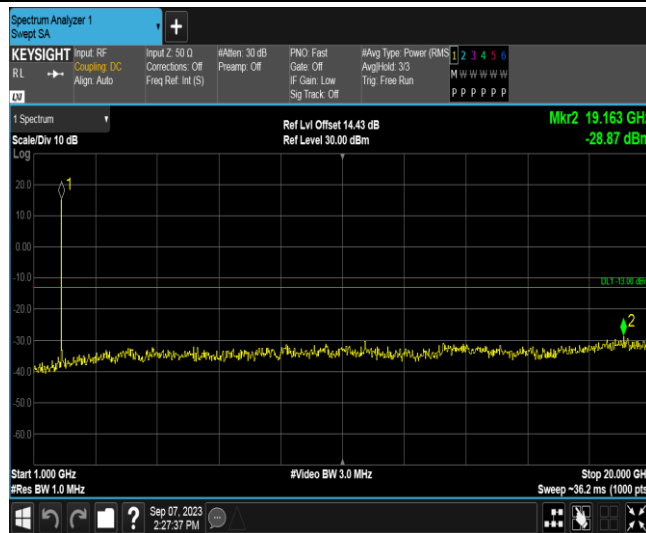 Spectrum Analyzer 1
Swept SA
+
KEYSIGHT
RL
LXI
Input: RF
Coupling: DC
Align: Auto
Input Z: 50 Ω
Corrections: Off
Freq Ref: Int (S)
#Atten: 30 dB
Preamp: Off
PNO: Fast
Gate: Off
IF Gain: Low
Sig Track: Off
#Avg Type: Power (RMS
Avg|Hold: 3/3
Trig: Free Run
1 2 3 4 5 6
M W W W W W
P P P P P P
1 Spectrum
Scale/Div 10 dB
Ref Lvl Offset 14.43 dB
Ref Level 30.00 dBm
Mkr2 19.163 GHz
-28.87 dBm
Log
20.0
10.0
0.00
-10.0
-20.0
-30.0
-40.0
-50.0
-60.0
1
DL1 -13.00 dBm
2
Start 1.000 GHz
#Res BW 1.0 MHz
#Video BW 3.0 MHz
Stop 20.000 GHz
Sweep ~36.2 ms (1000 pts
?
Sep 07, 2023
2:27:37 PM